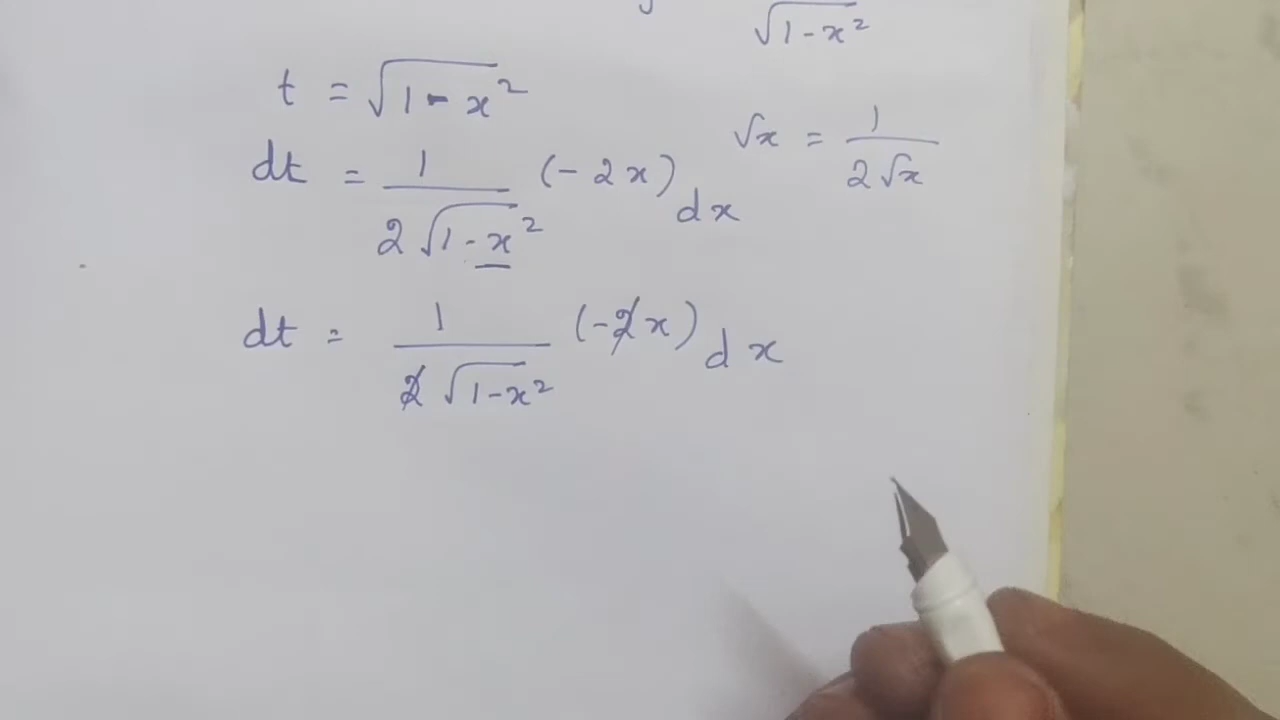 √1-x²
t = √1-x²
√x = 1/2√x
dt = 1/2√1-x² (-2x) dx
dt = 1/2√1-x² (-2x) dx